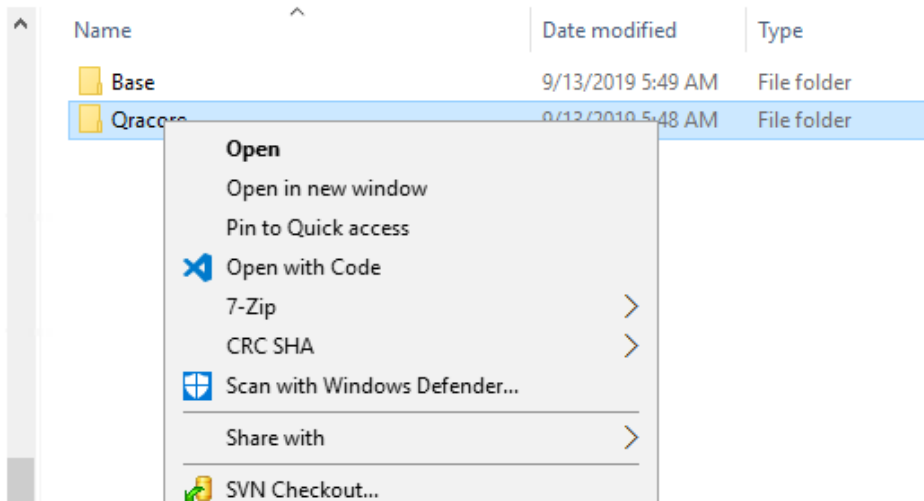 Name Date modified Type
Base 9/13/2019 5:49 AM File folder
9/13/2019 5:48 AM File folder
Open
Open in new window
Pin to Quick access
Open with Code
7-Zip
CRC SHA
Scan with Windows Defender...
Share with
SVN Checkout...